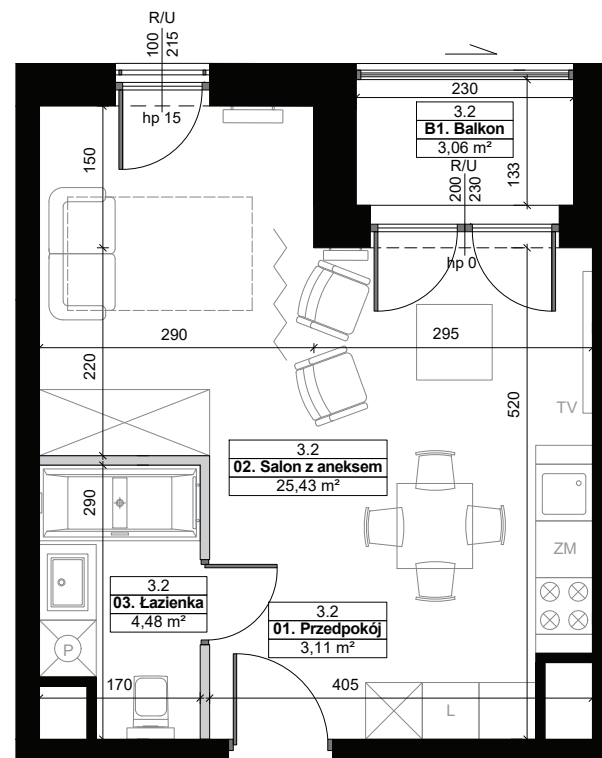 R/U
100
215
hp 15
230
3.2
B1. Balkon
3,06 m²
133
R/U
200
230
hp 0
150
290
295
220
520
TV
3.2
02. Salon z aneksem
25,43 m²
290
ZM
3.2
03. Łazienka
4,48 m²
3.2
01. Przedpokój
3,11 m²
P
170
405
L